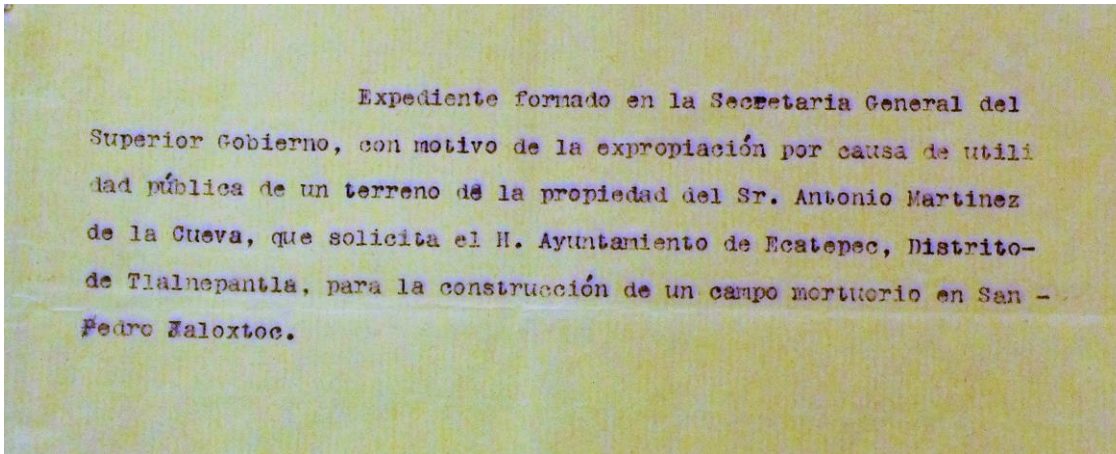 Expediente formado en la Secretaria General del
Superior Gobierno, con motivo de la expropiación por causa de utili
dad pública de un terreno de la propiedad del Sr. Antonio Martinez
de la Cueva, que solicita el H. Ayuntamiento de Ecatepec, Distrito-
de Tlalnepantla, para la construcción de un campo mortuorio en San -
Pedro Xaloxtoc.